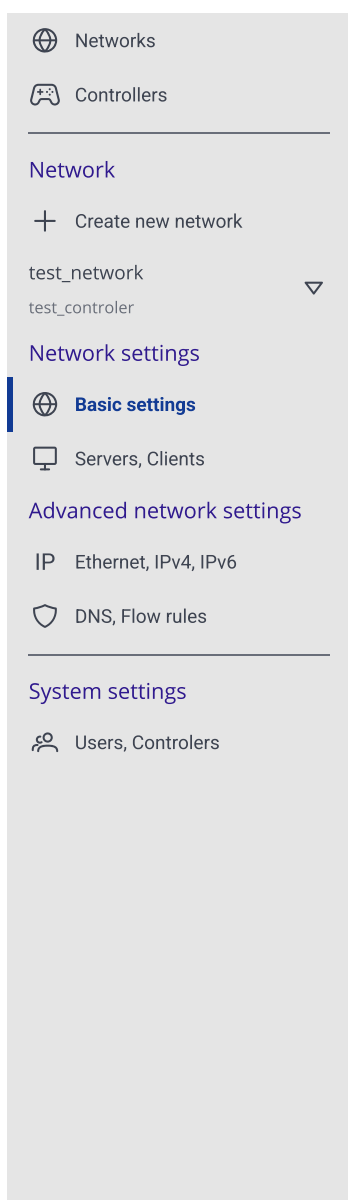 Networks
Controllers
Network
Create new network
test_network
test_controler
Network settings
Basic settings
Servers, Clients
Advanced network settings
IP Ethernet, IPv4, IPv6
DNS, Flow rules
System settings
Users, Controlers